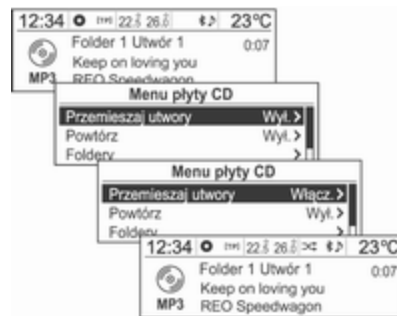 12:34 [TP] 22.5 26.5 23°C
Folder 1 Utwór 1 0:07
Keep on loving you
MP3 REO Speedwagon
Menu płyty CD
Przemieszaj utwory Wył.
Powtórz Wył.
Foldery
Menu płyty CD
Przemieszaj utwory Włącz.
Powtórz Wył.
Foldery
12:34 [TP] 22.5 26.5 23°C
Folder 1 Utwór 1 0:07
Keep on loving you
MP3 REO Speedwagon